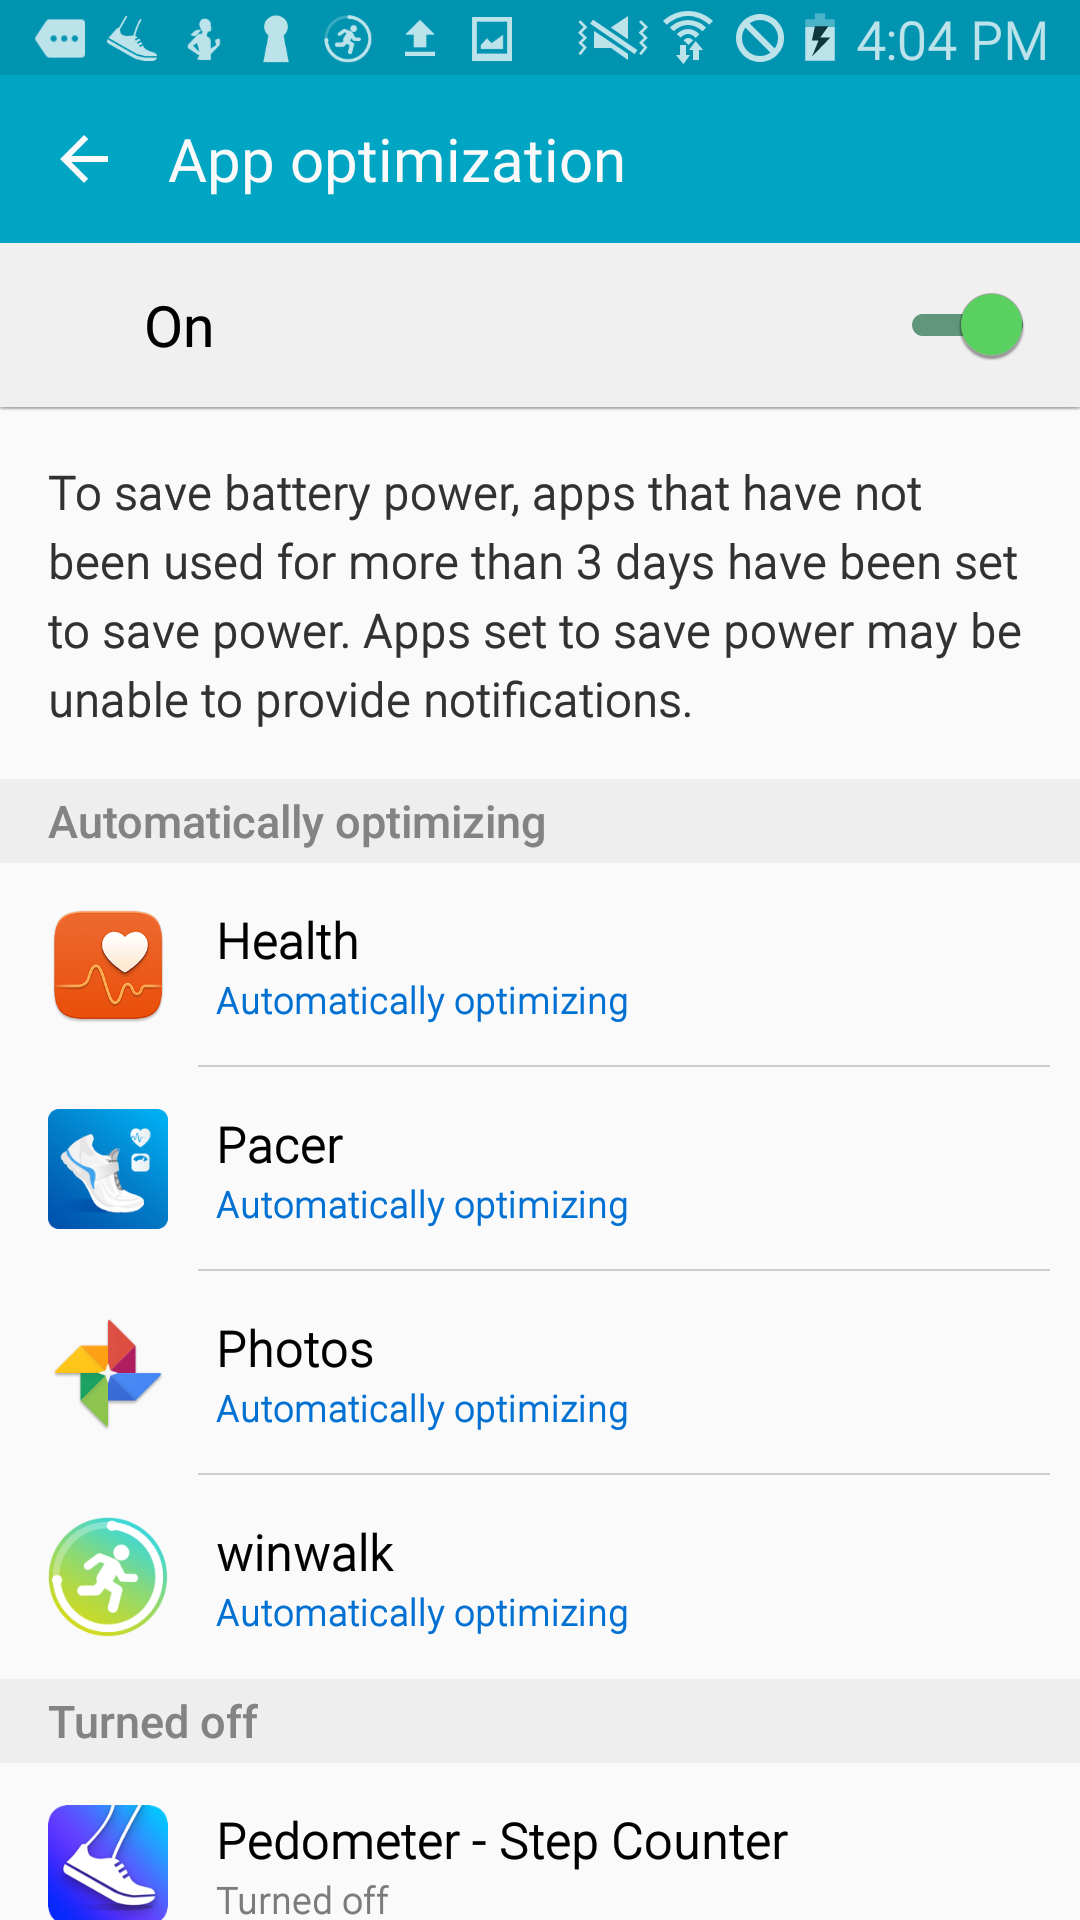 4:04 PM
App optimization
On
To save battery power, apps that have not
been used for more than 3 days have been set
to save power. Apps set to save power may be
unable to provide notifications.
Automatically optimizing
Health
Automatically optimizing
Pacer
Automatically optimizing
Photos
Automatically optimizing
winwalk
Automatically optimizing
Turned off
Pedometer - Step Counter
Turned off